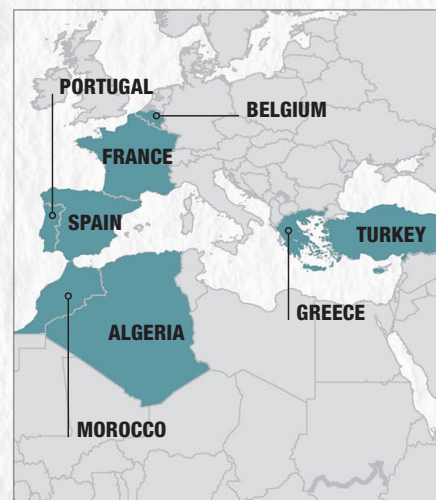 PORTUGAL
BELGIUM
FRANCE
SPAIN
TURKEY
GREECE
ALGERIA
MOROCCO